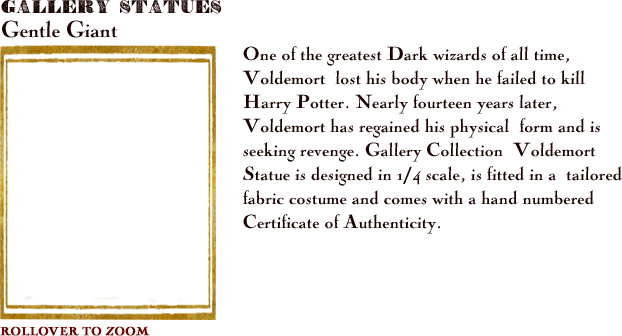 GALLERY STATUES
Gentle Giant
One of the greatest Dark wizards of all time,
Voldemort lost his body when he failed to kill
Harry Potter. Nearly fourteen years later,
Voldemort has regained his physical form and is
seeking revenge. Gallery Collection Voldemort
Statue is designed in 1/4 scale, is fitted in a tailored
fabric costume and comes with a hand numbered
Certificate of Authenticity.
ROLLOVER TO ZOOM